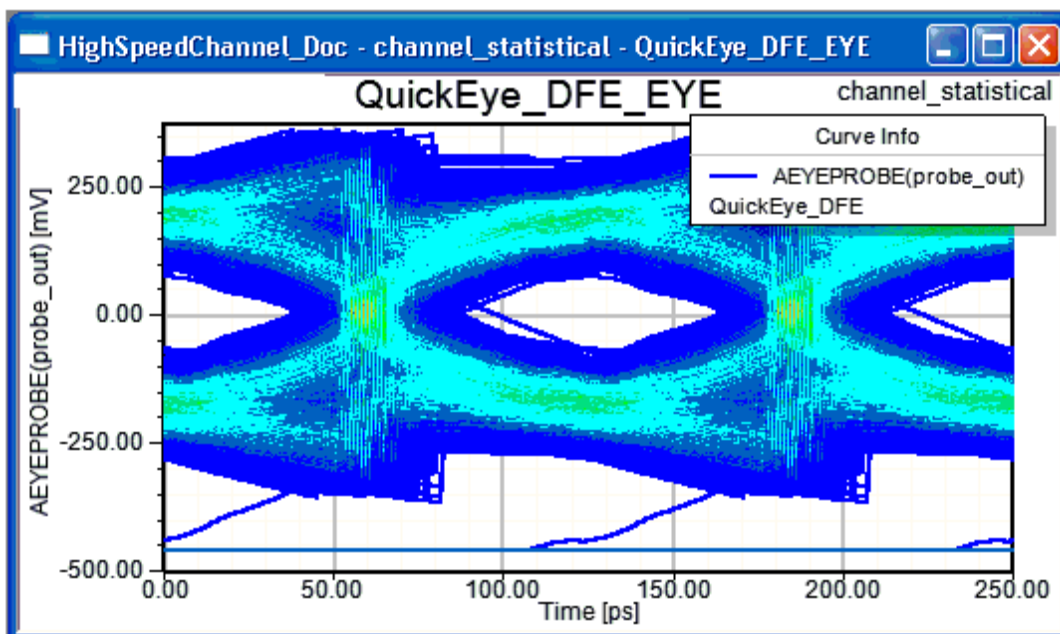 HighSpeedChannel_Doc - channel_statistical - QuickEye_DFE_EYE
QuickEye_DFE_EYE
channel_statistical
Curve Info
AEYEPROBE(probe_out)
QuickEye_DFE
AEYEPROBE(probe_out) [mV]
250.00
0.00
-250.00
-500.00
0.00 50.00 100.00 150.00 200.00 250.00
Time [ps]